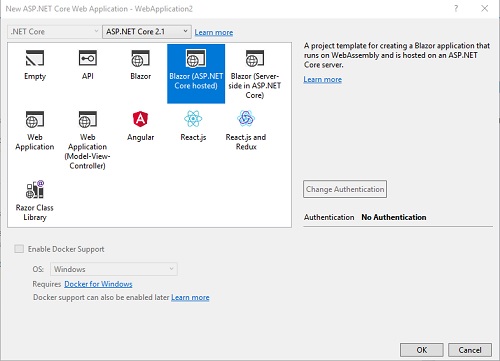 New ASP.NET Core Web Application - WebApplication2
? ×
.NET Core
ASP.NET Core 2.1
Learn more
Empty
API
Blazor
Blazor (ASP.NET
Core hosted)
Blazor (Server-
side in ASP.NET
Core)
Web
Application
Web
Application
(Model-View-
Controller)
Angular
React.js
React.js and
Redux
Razor Class
Library
A project template for creating a Blazor application that
runs on WebAssembly and is hosted on an ASP.NET
Core server.
Learn more
Change Authentication
Authentication No Authentication
Enable Docker Support
OS: Windows
Requires Docker for Windows
Docker support can also be enabled later Learn more
OK
Cancel